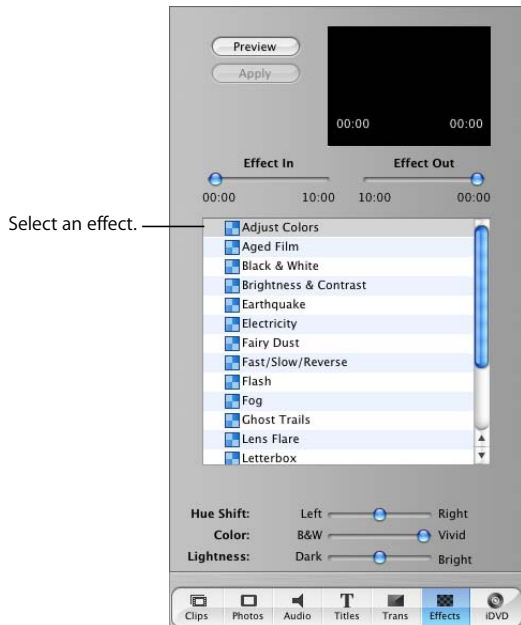 Preview
Apply
00:00 00:00
Effect In Effect Out
00:00 10:00 10:00 00:00
Select an effect.
Adjust Colors
Aged Film
Black & White
Brightness & Contrast
Earthquake
Electricity
Fairy Dust
Fast/Slow/Reverse
Flash
Fog
Ghost Trails
Lens Flare
Letterbox
Hue Shift: Left Right
Color: B&W Vivid
Lightness: Dark Bright
Clips Photos Audio Titles Trans Effects iDVD